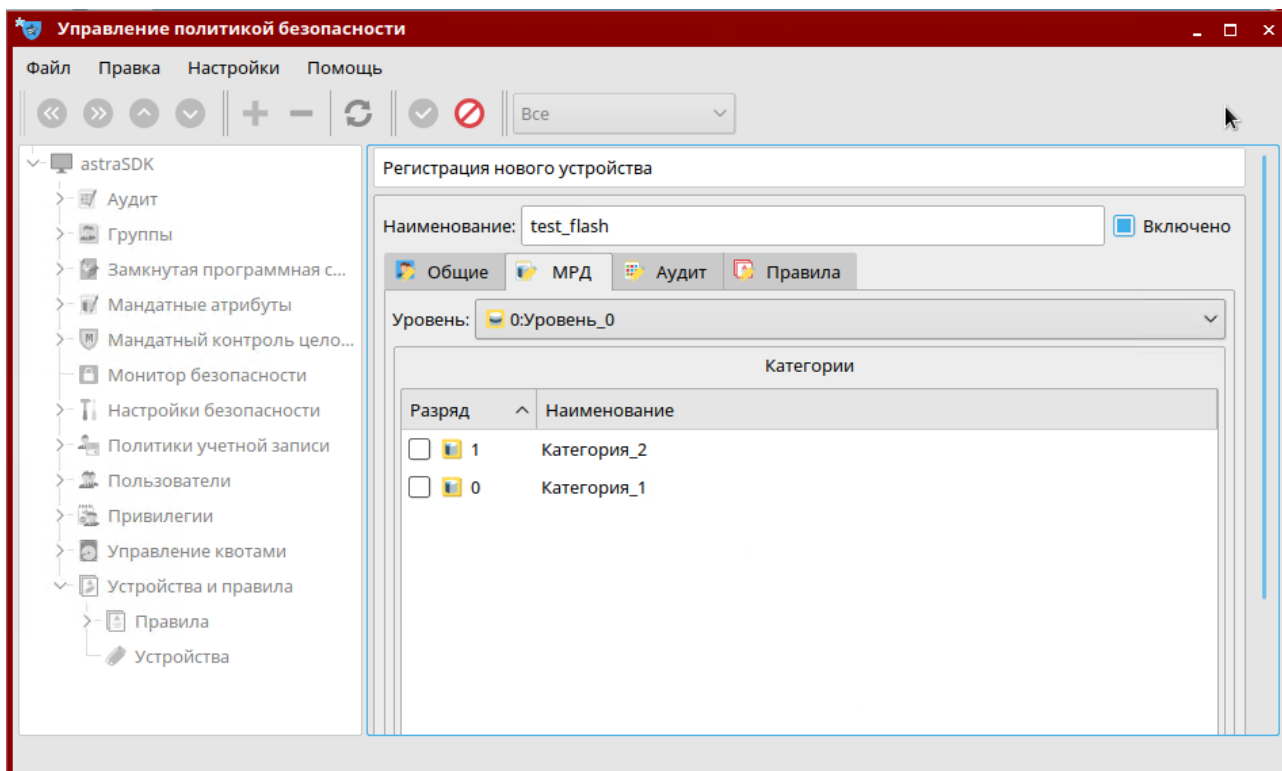 Управление политикой безопасности
Файл Правка Настройки Помощь
Все
astraSDK
Аудит
Группы
Замкнутая программная с...
Мандатные атрибуты
Мандатный контроль цело...
Монитор безопасности
Настройки безопасности
Политики учетной записи
Пользователи
Привилегии
Управление квотами
Устройства и правила
Правила
Устройства
Регистрация нового устройства
Наименование: test_flash Включено
Общие МРД Аудит Правила
Уровень: 0:Уровень_0
Категории
Разряд Наименование
1 Категория_2
0 Категория_1